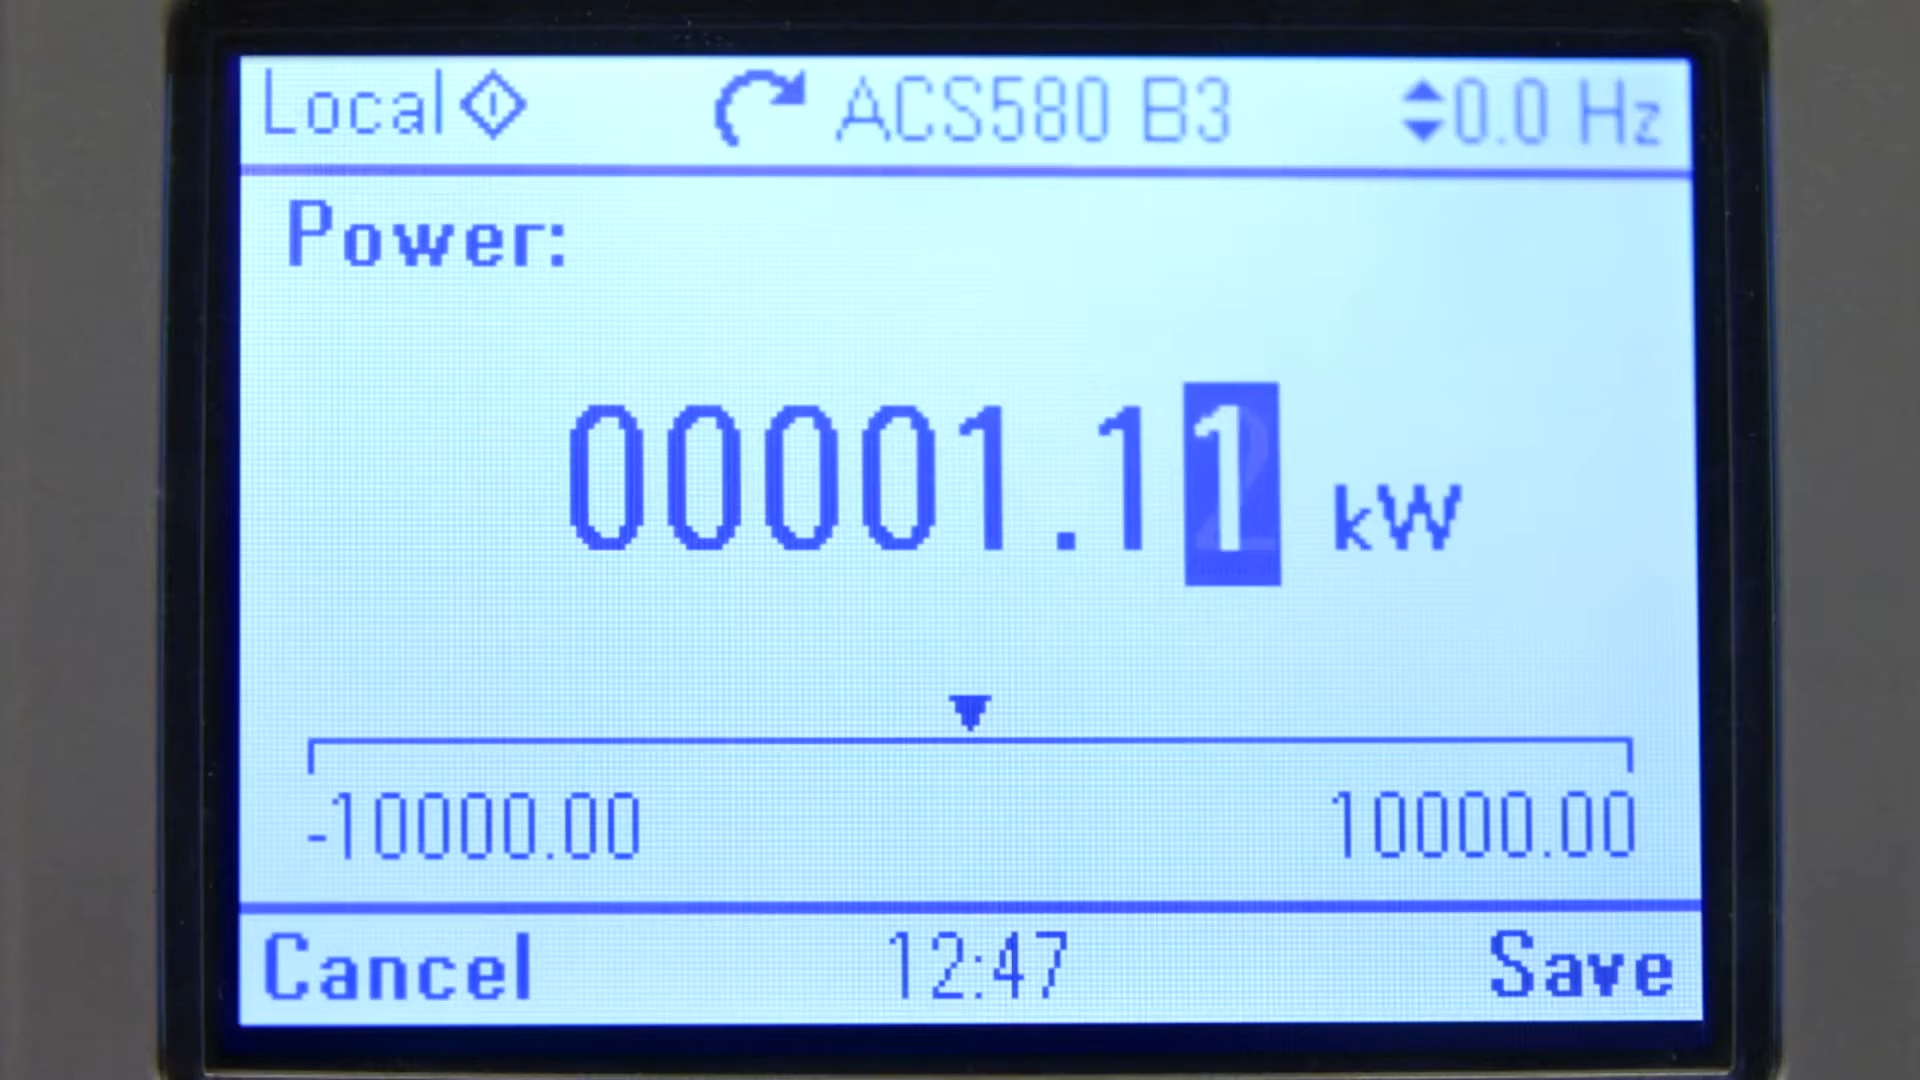 Local ACS580 B3 0.0 Hz
Power:
00001.11 kW
-10000.00 10000.00
Cancel 12:47 Save